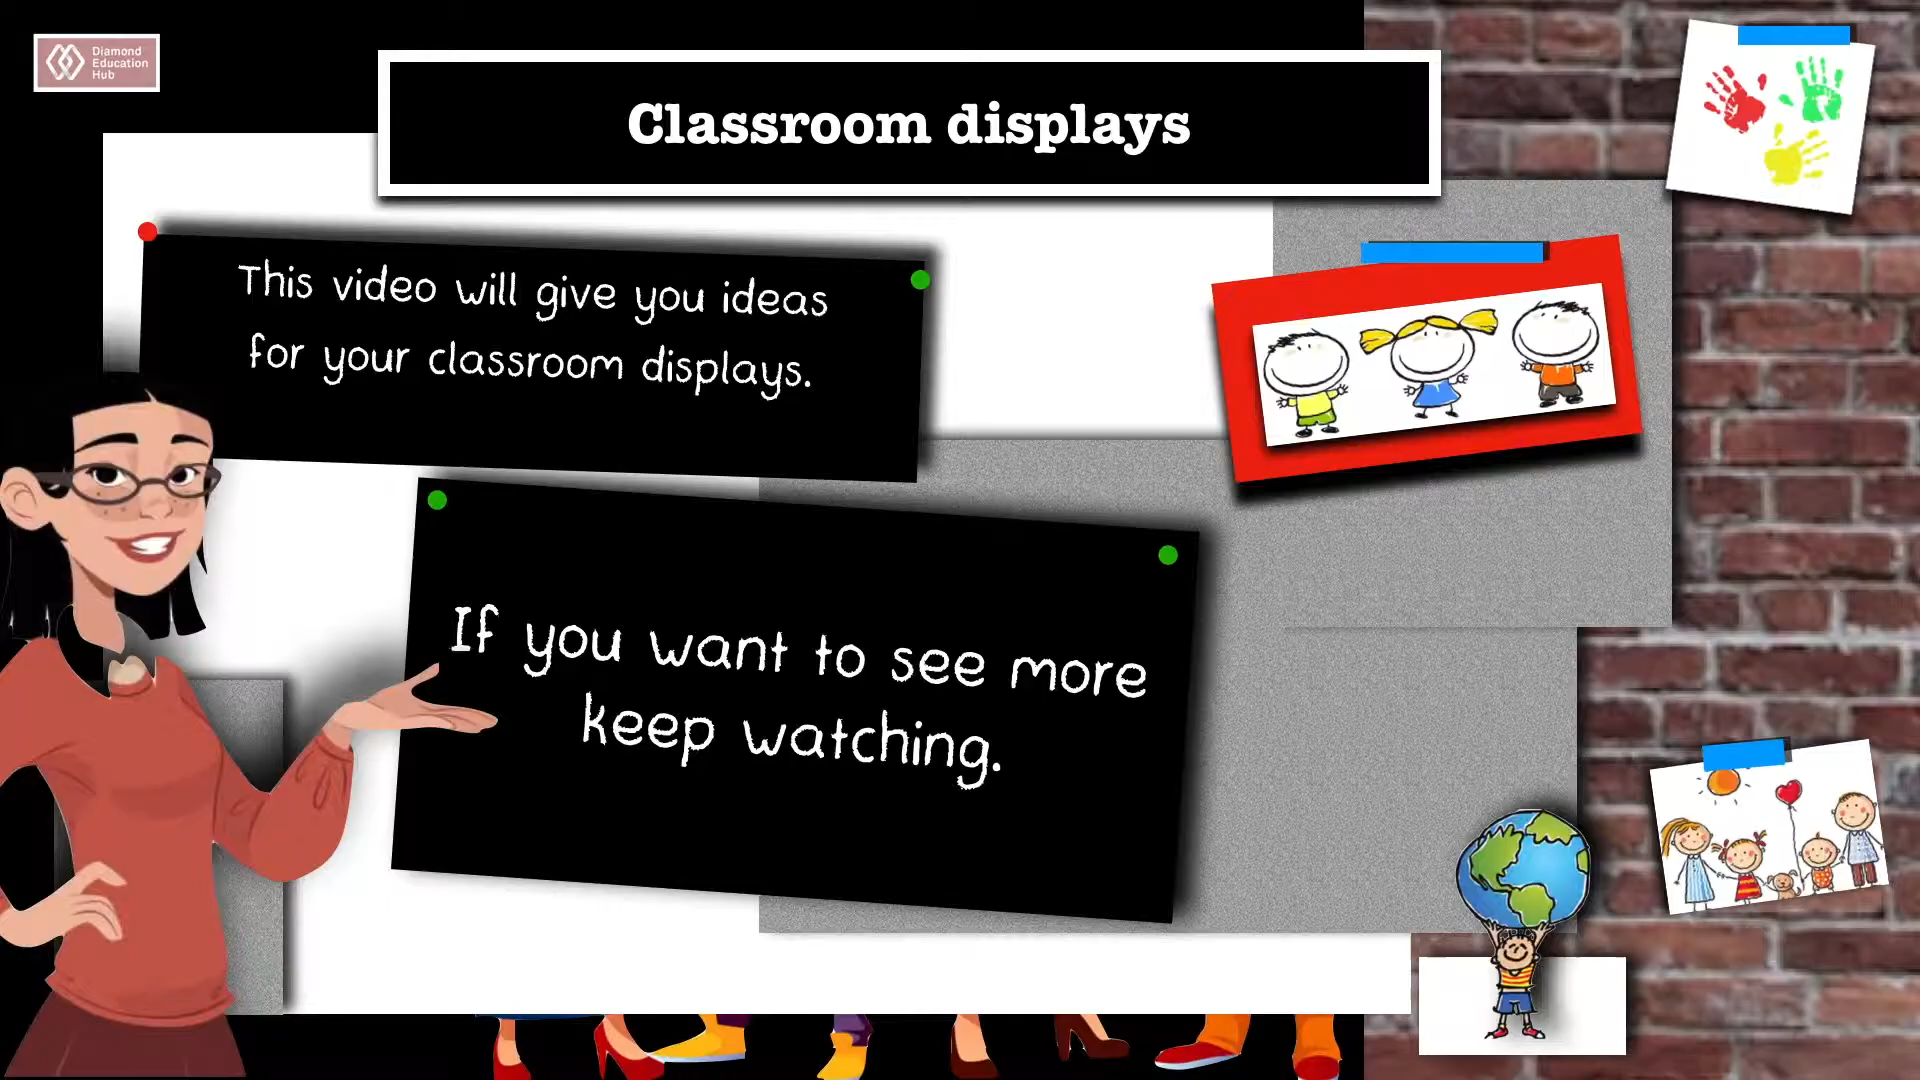 Diamond
Education
Hub
Classroom displays
This video will give you ideas
for your classroom displays.
If you want to see more
keep watching.